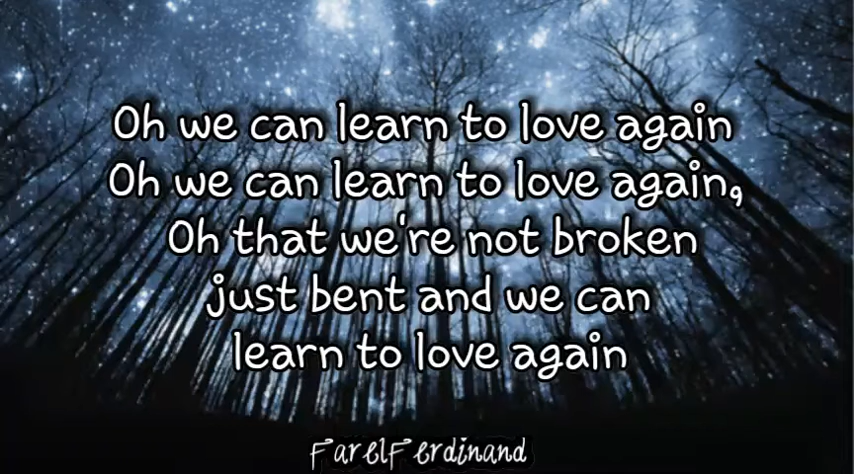 Oh we can learn to love again
Oh we can learn to love again,
Oh that we're not broken
just bent and we can
learn to love again
FarelFerdinand